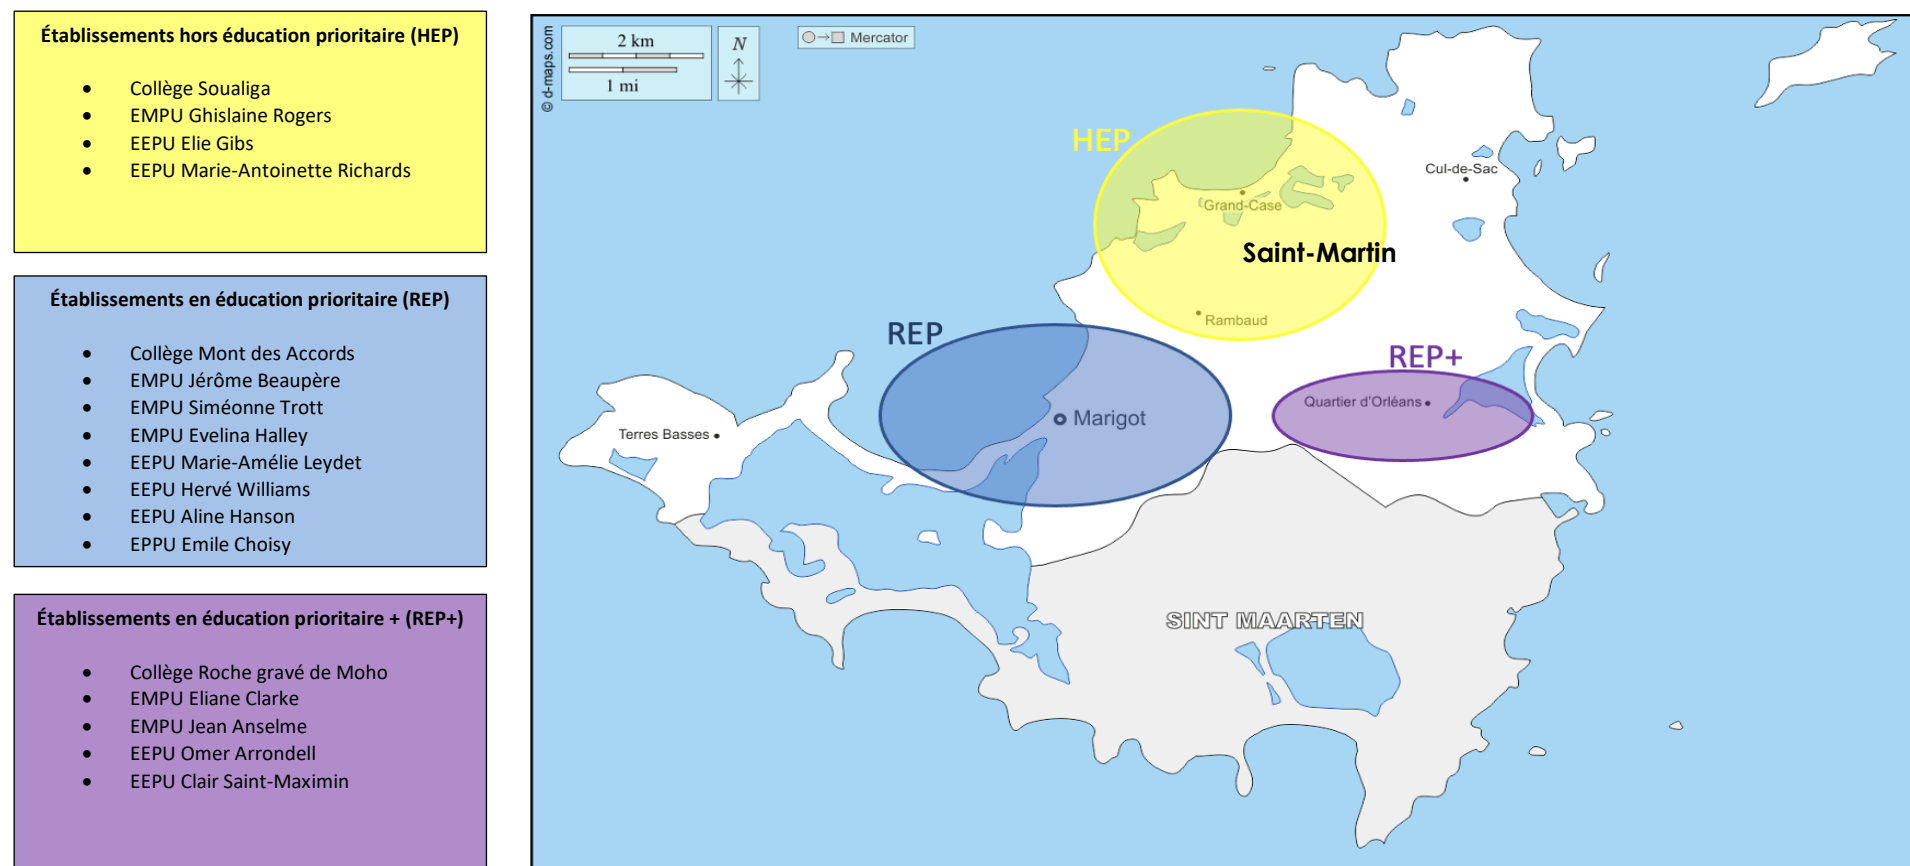 Établissements hors éducation prioritaire (HEP)
• Collège Soualiga
• EMPU Ghislaine Rogers
• EEPU Elie Gibs
• EEPU Marie-Antoinette Richards
Établissements en éducation prioritaire (REP)
• Collège Mont des Accords
• EMPU Jérôme Beaupère
• EMPU Siméonne Trott
• EMPU Evelina Halley
• EEPU Marie-Amélie Leydet
• EEPU Hervé Williams
• EEPU Aline Hanson
• EPPU Emile Choisy
Établissements en éducation prioritaire + (REP+)
• Collège Roche gravé de Moho
• EMPU Eliane Clarke
• EMPU Jean Anselme
• EEPU Omer Arrondell
• EEPU Clair Saint-Maximin
© d-maps.com
2 km
1 mi
N
Mercator
HEP
Cul-de-Sac
Grand-Case
Saint-Martin
Rambaud
REP
REP+
Quartier d'Orléans
Marigot
Terres Basses
SINT MAARTEN